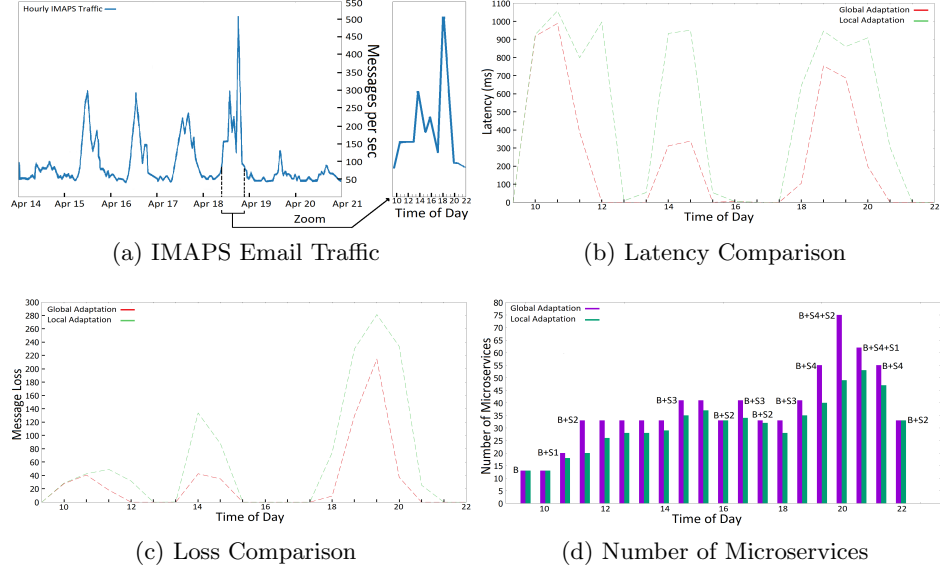 Hourly IMAPS Traffic
550
500
450
400
350
300
250
200
150
100
50
Messages per sec
Apr 14 Apr 15 Apr 16 Apr 17 Apr 18 Apr 19 Apr 20 Apr 21
Zoom
10 12 14 16 18 20 22
Time of Day
(a) IMAPS Email Traffic
Global Adaptation
Local Adaptation
1100
1000
900
800
700
600
500
400
300
200
100
0
Latency (ms)
10 12 14 16 18 20 22
Time of Day
(b) Latency Comparison
Global Adaptation
Local Adaptation
300
280
260
240
220
200
180
160
140
120
100
80
60
40
20
0
Message Loss
10 12 14 16 18 20 22
Time of Day
(c) Loss Comparison
Global Adaptation
Local Adaptation
80
75
70
65
60
55
50
45
40
35
30
25
20
15
10
5
0
Number of Microservices
B B+S1 B+S2 B+S3 B+S2 B+S3 B+S2 B+S3 B+S4 B+S4+S2 B+S4+S1 B+S4 B+S2
10 12 14 16 18 20 22
Time of Day
(d) Number of Microservices